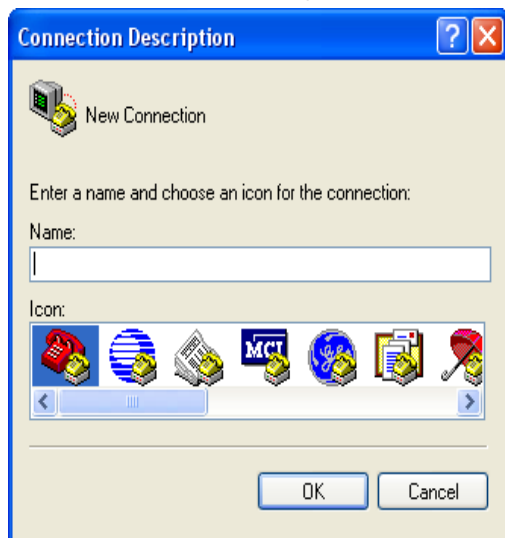 Connection Description
New Connection
Enter a name and choose an icon for the connection:
Name:
Icon:
MCI
OK Cancel